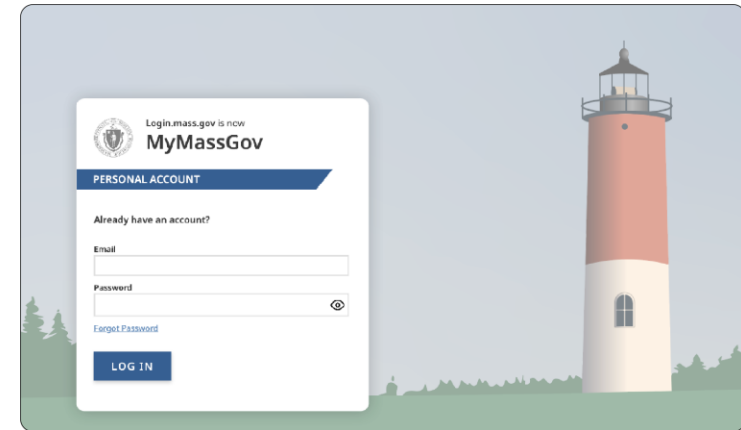 Login.mass.gov is now
MyMassGov
PERSONAL ACCOUNT
Already have an account?
Email
Password
Forgot Password
LOG IN